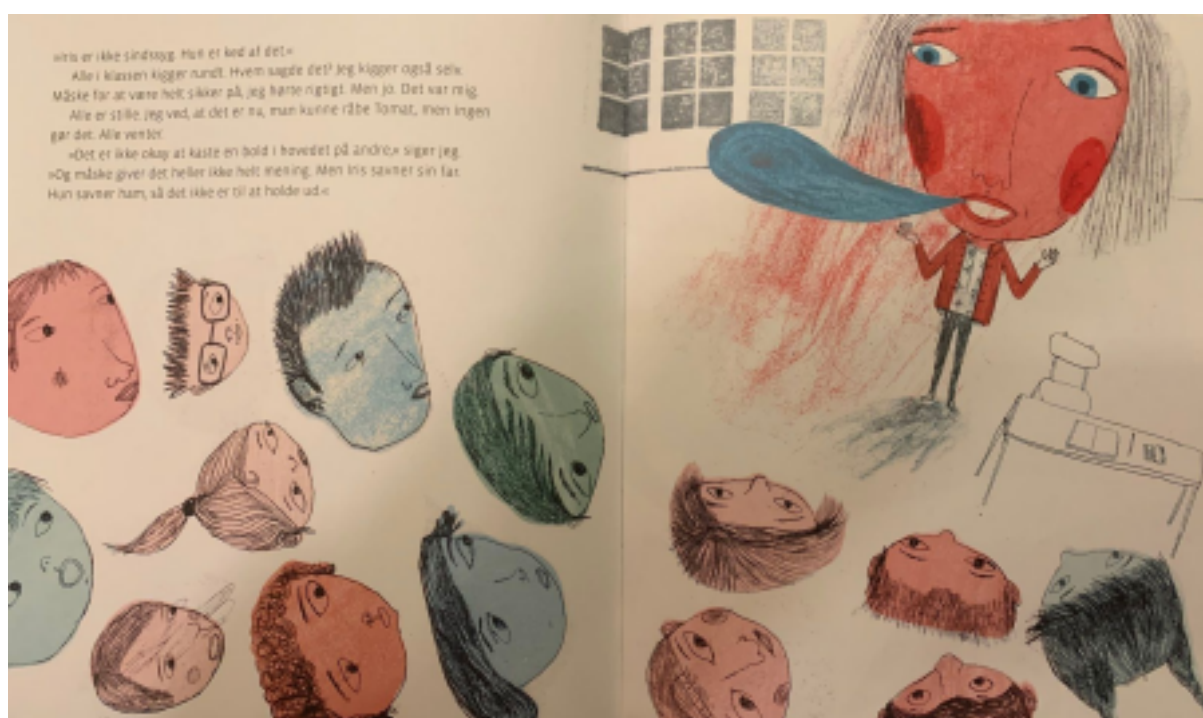 »Iris er ikke sindssyg. Hun er ked af det.«
Alle i klassen kigger rundt. Hvem sagde det? Jeg kigger også selv.
Måske for at være helt sikker på, jeg hørte rigtigt. Men jo. Det var mig.
Alle er stille. Jeg ved, at det er nu, man kunne råbe Tomat, men ingen
gør det. Alle venter.
»Det er ikke okay at kaste en bold i hovedet på andre,« siger jeg.
»Og måske giver det heller ikke helt mening. Men Iris savner sin far.
Hun savner ham, så det ikke er til at holde ud.«